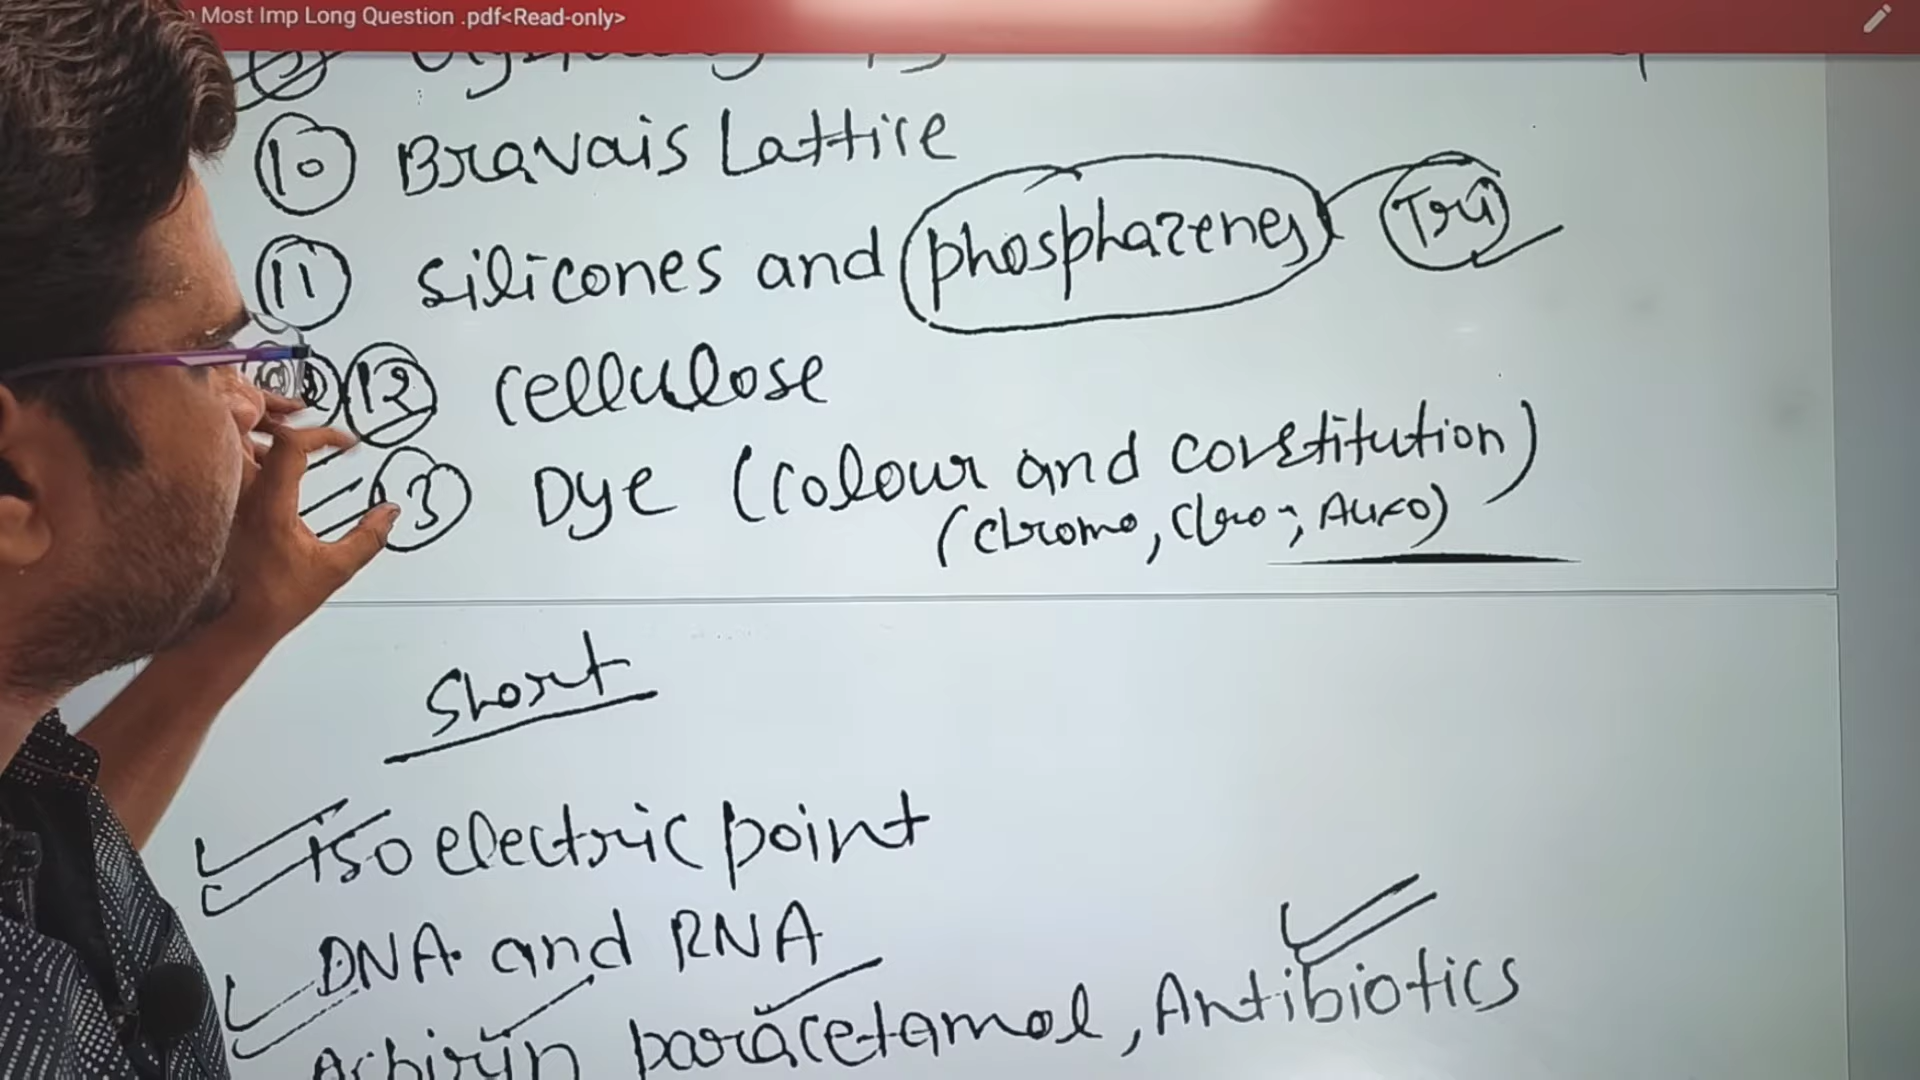 Most Imp Long Question .pdf<Read-only>
10 Bravais Lattice
11 silicones and phosphazenes Tri
12 cellulose
13 Dye (colour and constitution)
(chromo, chro, Auxo)
Short
Iso electric point
DNA and RNA
paracetamol, Antibiotics